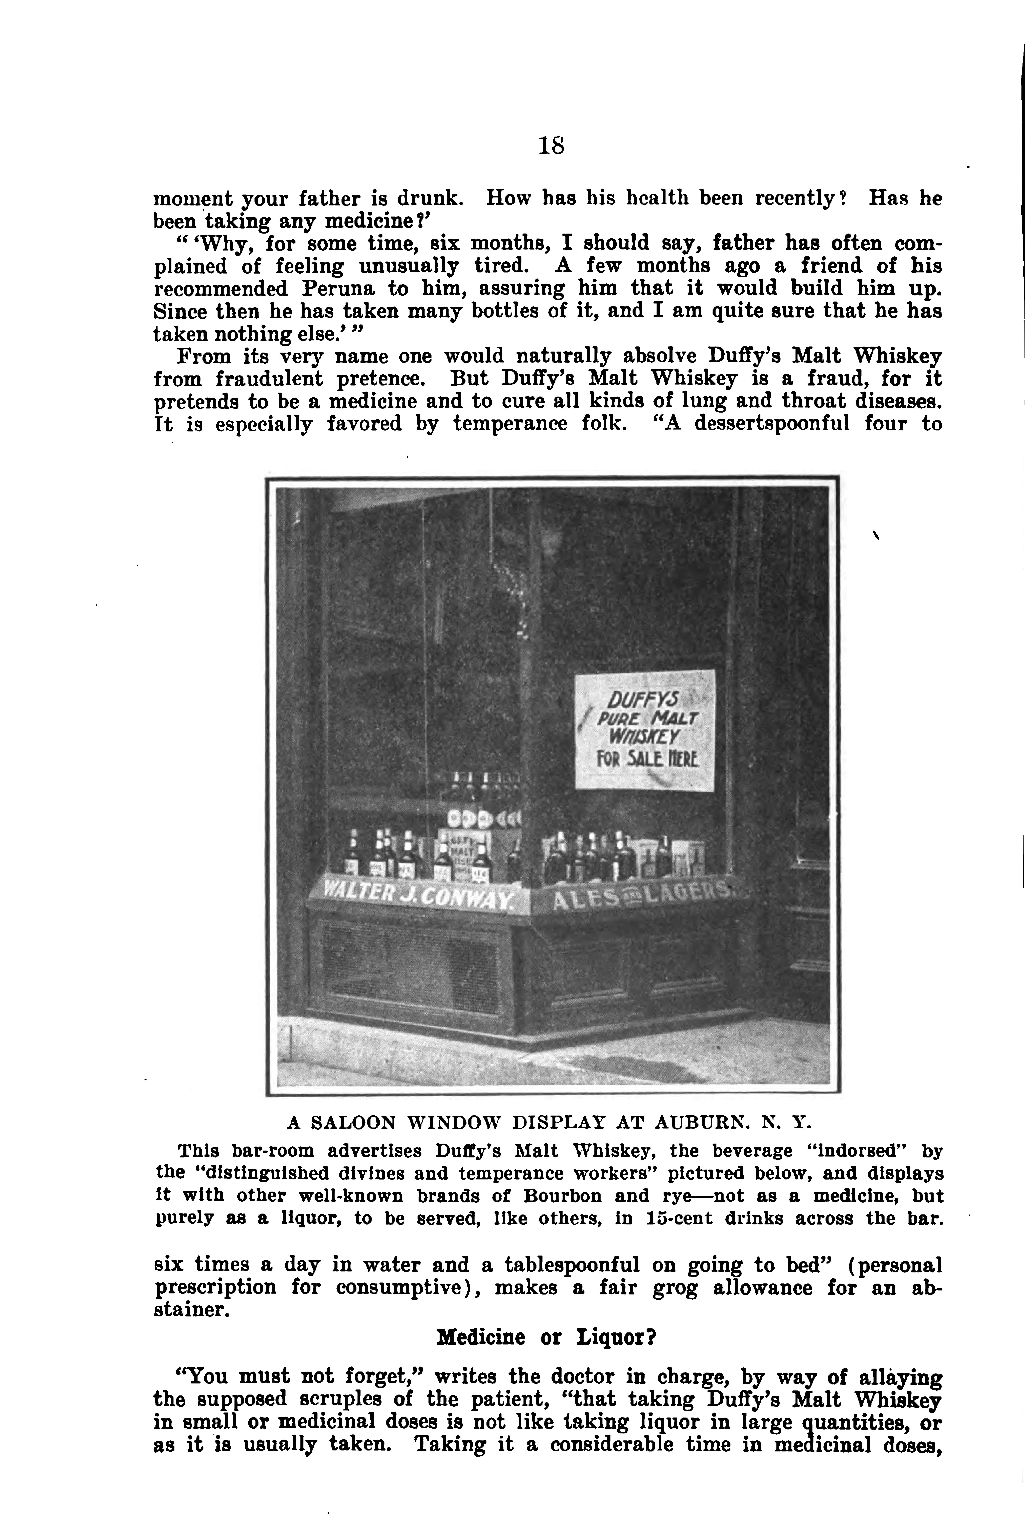 18
moment your father is drunk. How has his health been recently? Has he
been taking any medicine?'
" 'Why, for some time, six months, I should say, father has often com-
plained of feeling unusually tired. A few months ago a friend of his
recommended Peruna to him, assuring him that it would build him up.
Since then he has taken many bottles of it, and I am quite sure that he has
taken nothing else.' "
From its very name one would naturally absolve Duffy's Malt Whiskey
from fraudulent pretence. But Duffy's Malt Whiskey is a fraud, for it
pretends to be a medicine and to cure all kinds of lung and throat diseases.
It is especially favored by temperance folk. "A dessertspoonful four to
DUFFYS
PURE MALT
WHISKEY
FOR SALE HERE
MALT
WALTER J. CONWAY.
ALES AND LAGERS.
A SALOON WINDOW DISPLAY AT AUBURN. N. Y.
This bar-room advertises Duffy's Malt Whiskey, the beverage "indorsed" by
the "distinguished divines and temperance workers" pictured below, and displays
it with other well-known brands of Bourbon and rye—not as a medicine, but
purely as a liquor, to be served, like others, in 15-cent drinks across the bar.
six times a day in water and a tablespoonful on going to bed" (personal
prescription for consumptive), makes a fair grog allowance for an ab-
stainer.
Medicine or Liquor?
"You must not forget," writes the doctor in charge, by way of allaying
the supposed scruples of the patient, "that taking Duffy's Malt Whiskey
in small or medicinal doses is not like taking liquor in large quantities, or
as it is usually taken. Taking it a considerable time in medicinal doses,